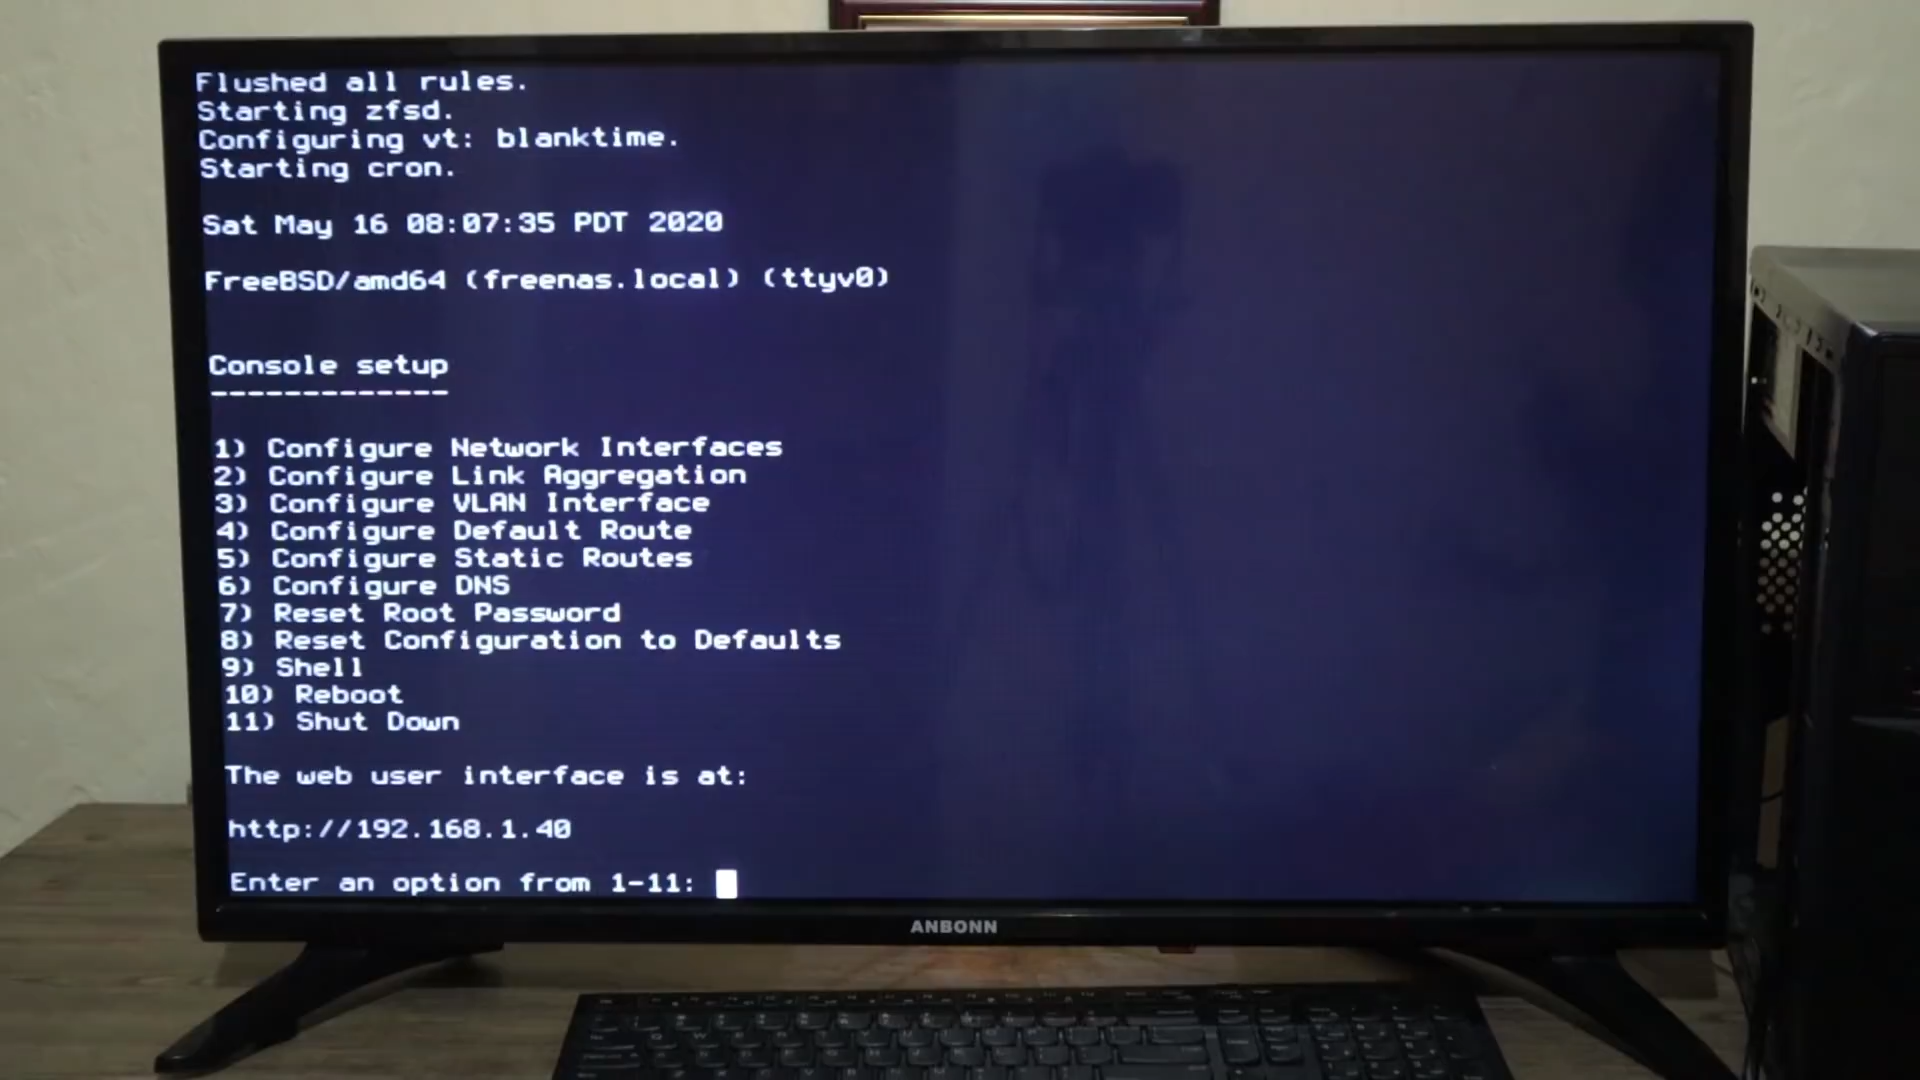 Flushed all rules.
Starting zfsd.
Configuring vt: blanktime.
Starting cron.
Sat May 16 08:07:35 PDT 2020
FreeBSD/amd64 (freenas.local) (ttyv0)
Console setup
-------------
1) Configure Network Interfaces
2) Configure Link Aggregation
3) Configure VLAN Interface
4) Configure Default Route
5) Configure Static Routes
6) Configure DNS
7) Reset Root Password
8) Reset Configuration to Defaults
9) Shell
10) Reboot
11) Shut Down
The web user interface is at:
http://192.168.1.40
Enter an option from 1-11:
ANBONN